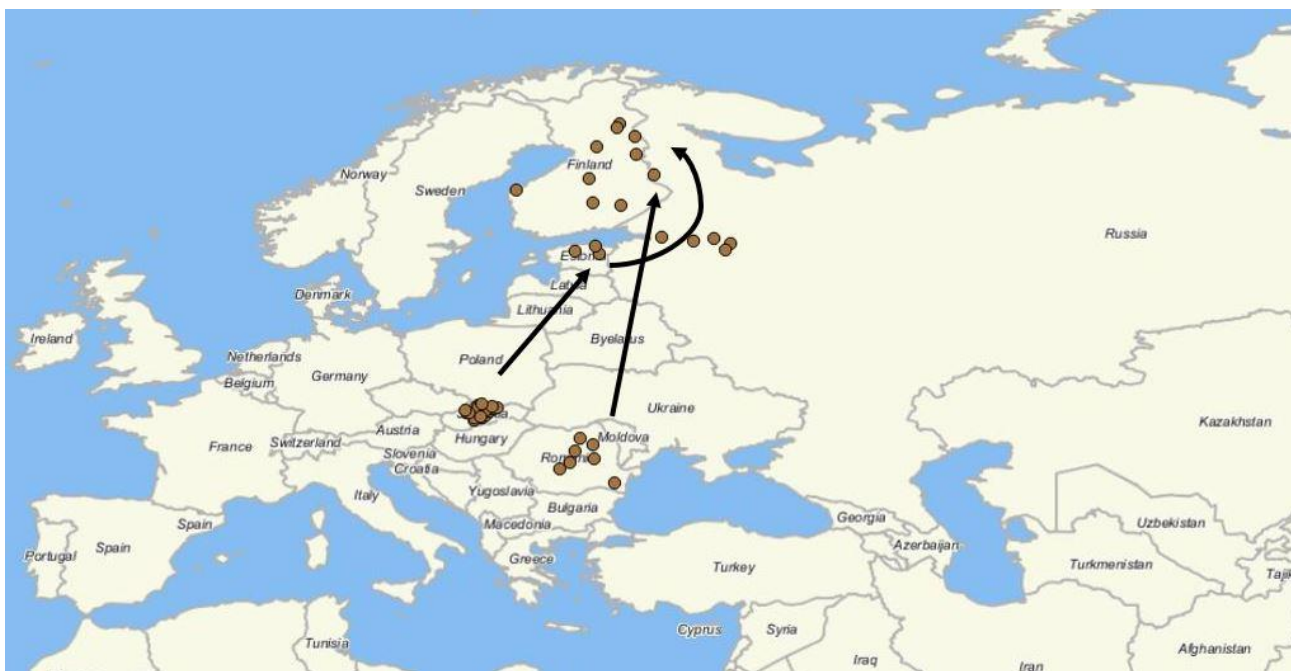 Finland
Norway
Sweden
Russia
Denmark
Lithuania
Ireland
Byelarus
Netherlands
Poland
Belgium
Germany
Ukraine
Kazakhstan
Austria
Moldova
France
Switzerland
Hungary
Slovenia
Croatia
Yugoslavia
Italy
Bulgaria
Spain
Georgia
Uzbekistan
Macedonia
Azerbaijan
Portugal
Spain
Greece
Turkey
Turkmenistan
Cyprus
Syria
Tunisia
Afghanistan
Iraq
Iran